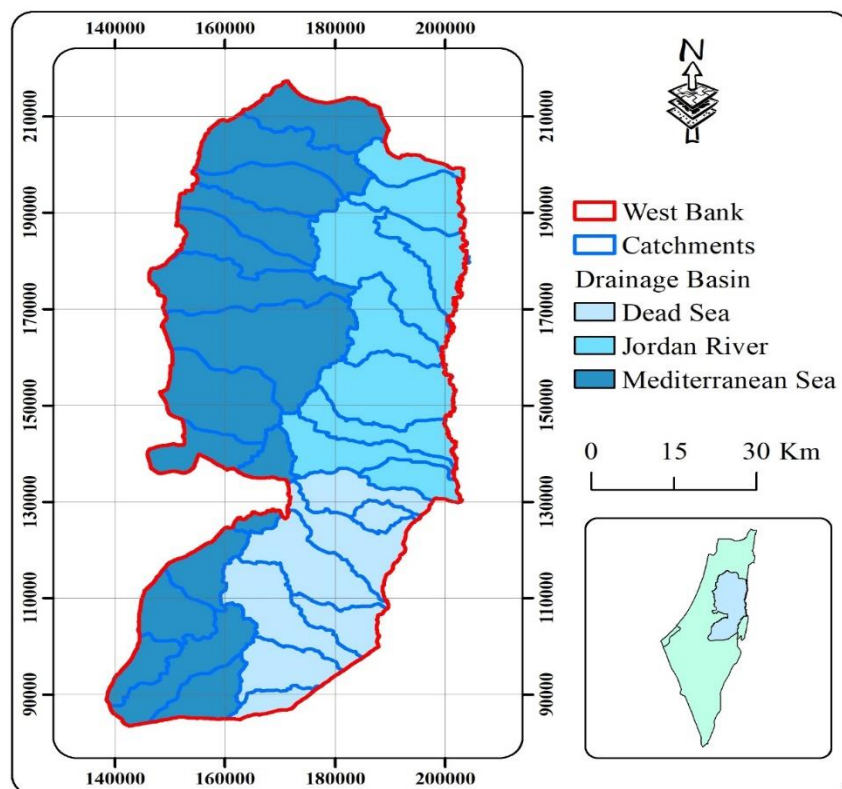 140000 160000 180000 200000
210000
190000
170000
150000
130000
110000
90000
210000
190000
170000
150000
130000
110000
90000
140000 160000 180000 200000
N
West Bank
Catchments
Drainage Basin
Dead Sea
Jordan River
Mediterranean Sea
0 15 30 Km